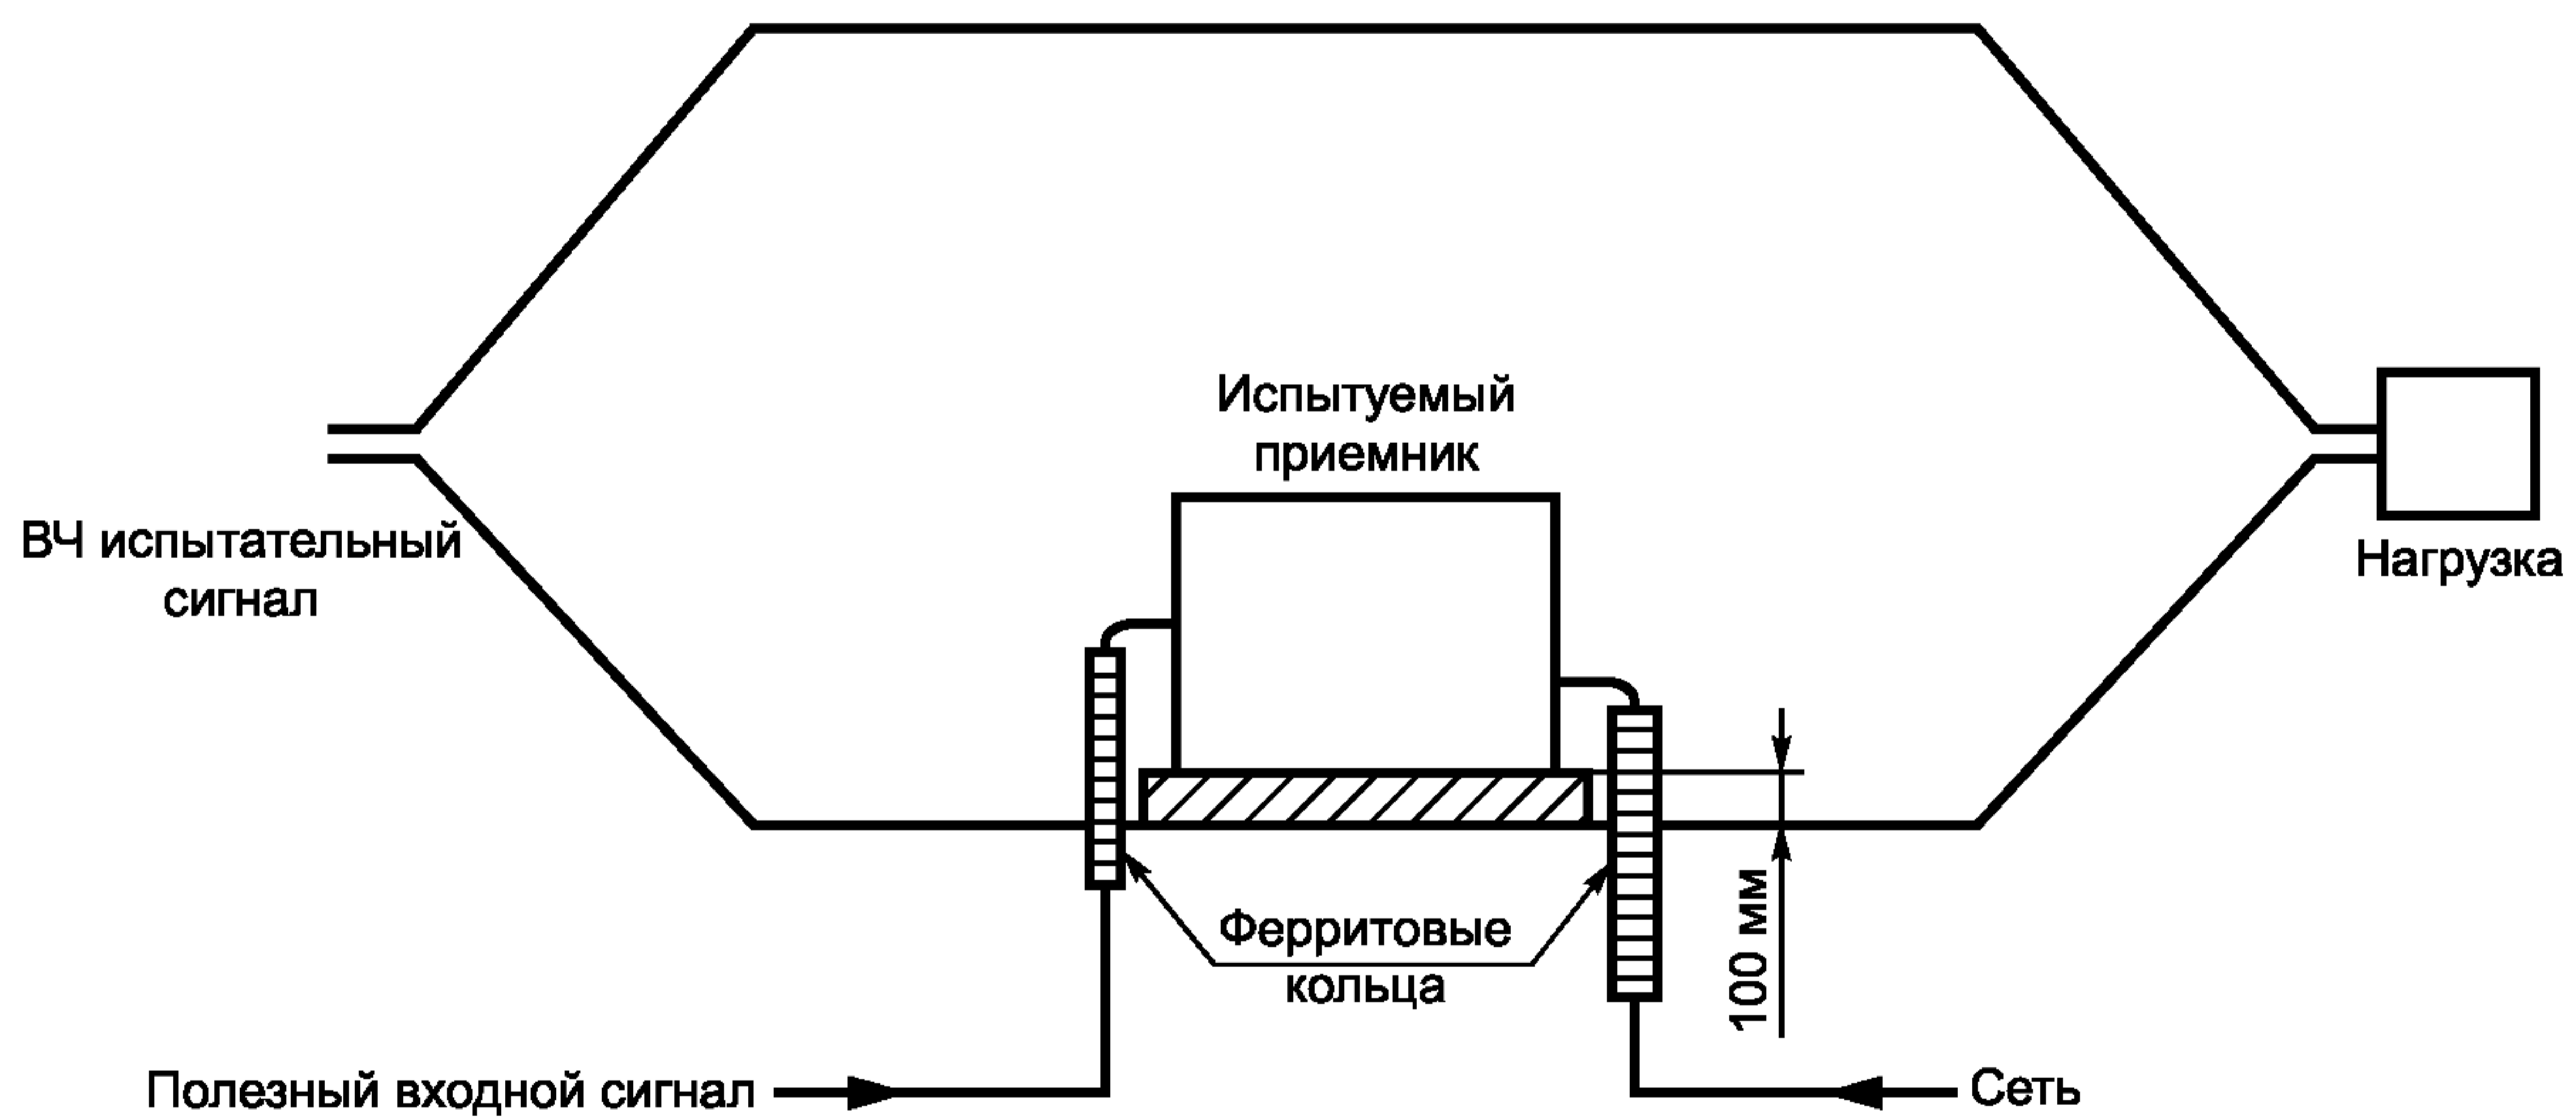 Испытуемый
приемник
ВЧ испытательный
сигнал
Нагрузка
Ферритовые
кольца
100 мм
Полезный входной сигнал
Сеть